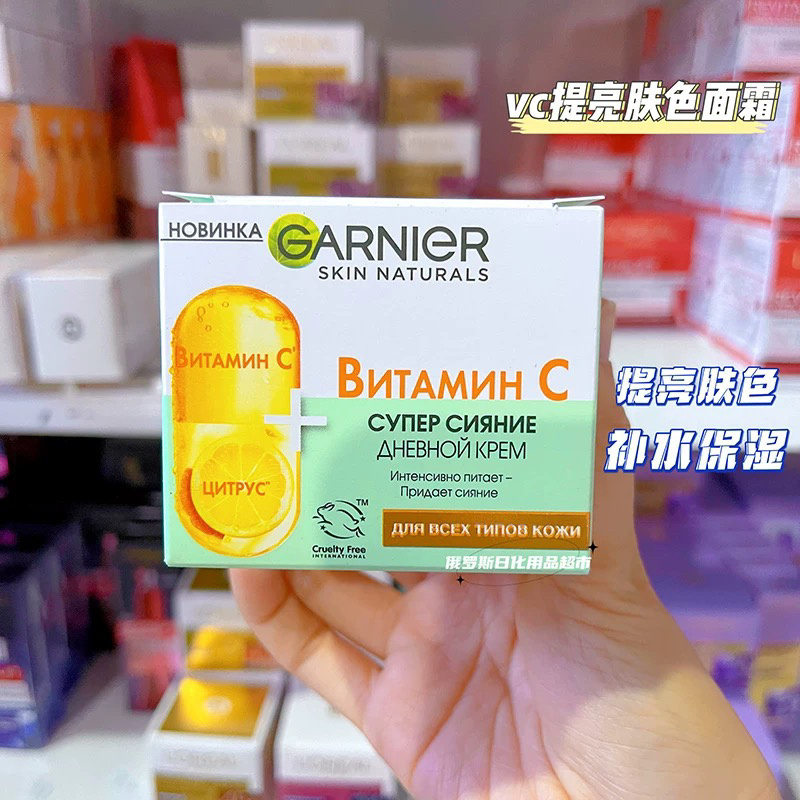 vc提亮肤色面霜
НОВИНКА
GARNIER
SKIN NATURALS
ВИТАМИН C*
ВИТАМИН C
提亮肤色
补水保湿
СУПЕР СИЯНИЕ
ДНЕВНОЙ КРЕМ
Интенсивно питает –
Придает сияние
ЦИТРУС**
TM
Cruelty Free
INTERNATIONAL
ДЛЯ ВСЕХ ТИПОВ КОЖИ
俄罗斯日化用品超市